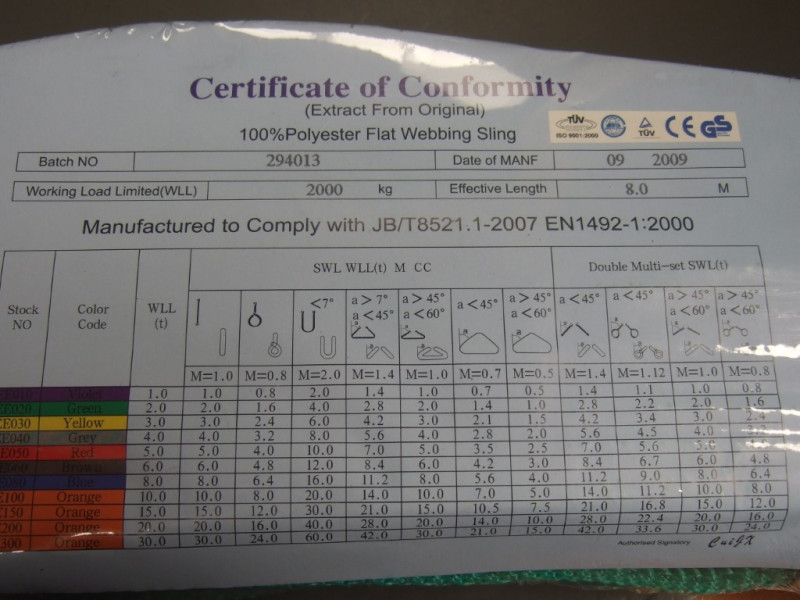 Certificate of Conformity
(Extract From Original)
100%Polyester Flat Webbing Sling
TÜV ISO 9001:2000 TÜV CE GS
Batch NO 294013 Date of MANF 09 2009
Working Load Limited(WLL) 2000 kg Effective Length 8.0 M
Manufactured to Comply with JB/T8521.1-2007 EN1492-1:2000
Stock NO Color Code WLL (t) SWL WLL(t) M CC Double Multi-set SWL(t)
<7° a>7° a<45° a>45° a<60° a<45° a>45° a<60° a<45° a<45° a>45° a<60° a>45° a<60°
M=1.0 M=0.8 M=2.0 M=1.4 M=1.0 M=0.7 M=0.5 M=1.4 M=1.12 M=1.0 M=0.8
Violet 1.0 1.0 0.8 2.0 1.4 1.0 0.7 0.5 1.4 1.1 1.0 0.8
E020 Green 2.0 2.0 1.6 4.0 2.8 2.0 1.4 1.0 2.8 2.2 2.0 1.6
E030 Yellow 3.0 3.0 2.4 6.0 4.2 3.0 2.1 1.5 4.2 3.4 3.0 2.4
E040 Grey 4.0 4.0 3.2 8.0 5.6 4.0 2.8 2.0 5.6 4.5 4.0 3.2
E050 Red 5.0 5.0 4.0 10.0 7.0 5.0 3.5 2.5 7.0 5.6 5.0
E060 Brown 6.0 6.0 4.8 12.0 8.4 6.0 4.2 3.0 8.4 6.7 6.0 4.8
Blue 8.0 8.0 6.4 16.0 11.2 8.0 5.6 4.0 11.2 9.0 8.0 6.4
E100 Orange 10.0 10.0 8.0 20.0 14.0 10.0 7.0 5.0 14.0 11.2 10.0 8.0
E150 Orange 15.0 15.0 12.0 30.0 21.0 15.0 10.5 7.5 21.0 16.8 15.0 12.0
200 Orange 20.0 20.0 16.0 40.0 28.0 20.0 14.0 10.0 28.0 22.4 20.0 16.0
300 Orange 30.0 30.0 24.0 60.0 42.0 30.0 21.0 15.0 42.0 33.6 30.0 24.0
Authorised Signatory